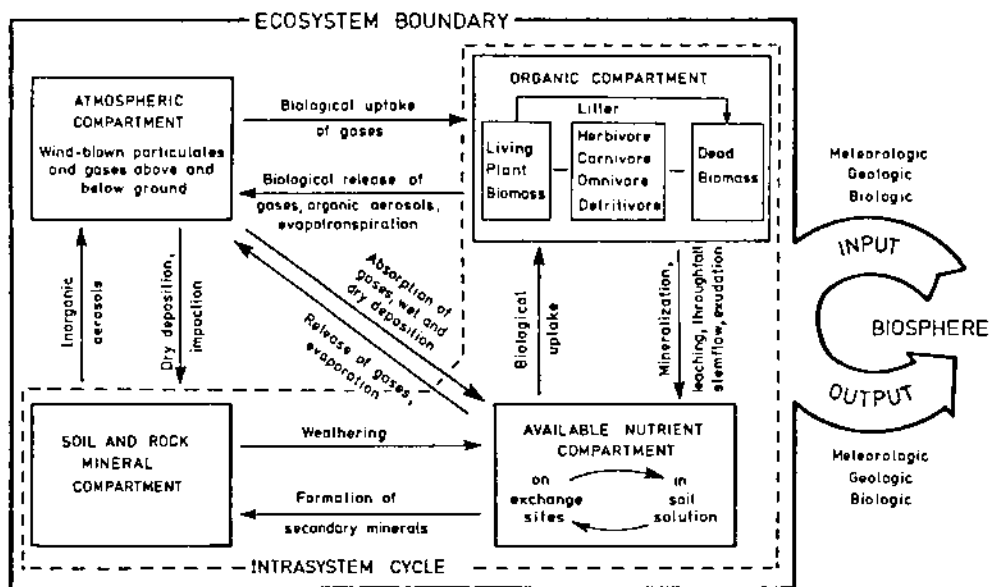 ECOSYSTEM BOUNDARY
ATMOSPHERIC
COMPARTMENT
Wind-blown particulates
and gases above and
below ground
Biological uptake
of gases
Biological release of
gases, organic aerosols,
evapotranspiration
ORGANIC COMPARTMENT
Litter
Living
Plant
Biomass
Herbivore
Carnivore
Omnivore
Detritivore
Dead
Biomass
Meteorologic
Geologic
Biologic
INPUT
BIOSPHERE
OUTPUT
Meteorologic
Geologic
Biologic
Inorganic
aerosols
Dry deposition,
impaction
Absorption of
gases, wet and
dry deposition
Release of gases,
evaporation
Biological
uptake
Mineralization,
leaching, throughfall
stemflow, exudation
SOIL AND ROCK
MINERAL
COMPARTMENT
Weathering
Formation of
secondary minerals
AVAILABLE NUTRIENT
COMPARTMENT
on
exchange
sites
in
soil
solution
INTRASYSTEM CYCLE